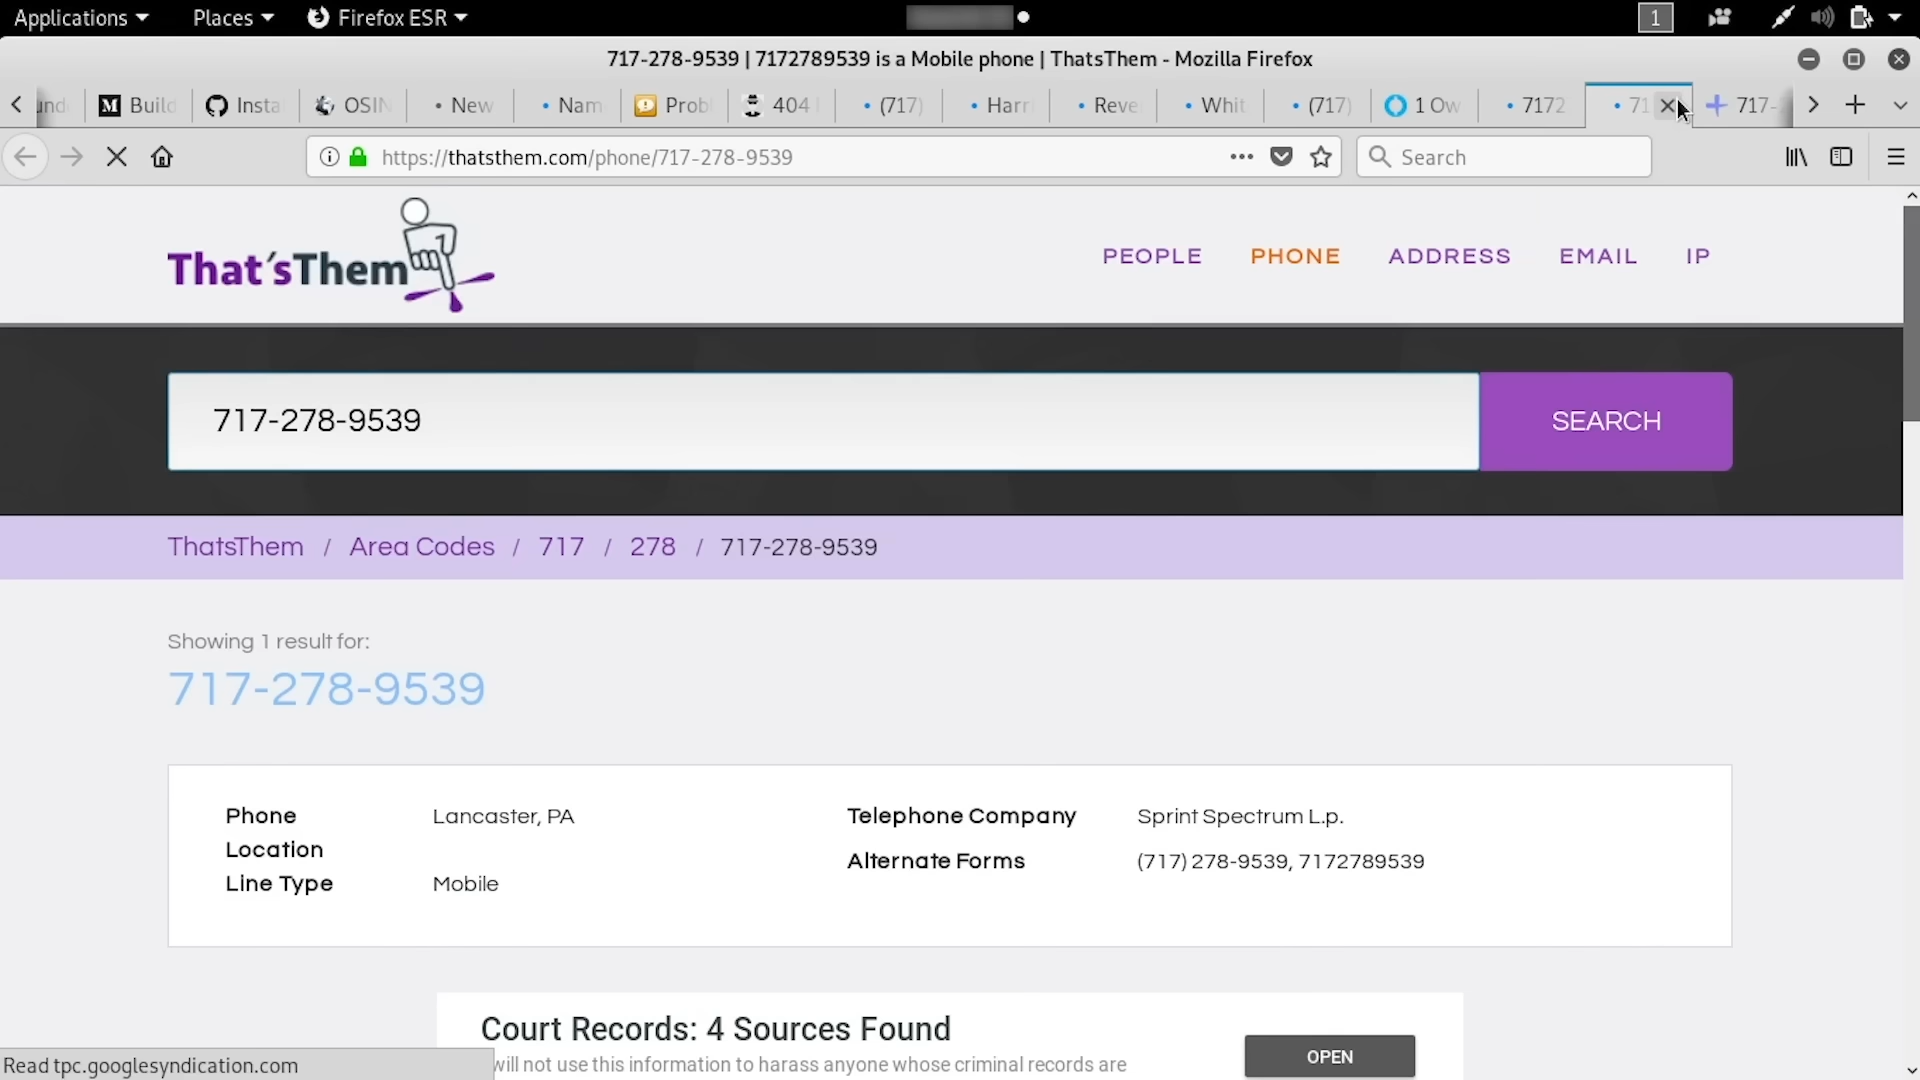 Applications Places Firefox ESR 1
717-278-9539 | 7172789539 is a Mobile phone | ThatsThem - Mozilla Firefox
Build Insta OSIN New Nam Prob 404 (717) Harri Reve Whit (717) 1 Ow 7172 71 717-
https://thatsthem.com/phone/717-278-9539 Search
That'sThem
PEOPLE PHONE ADDRESS EMAIL IP
717-278-9539 SEARCH
ThatsThem / Area Codes / 717 / 278 / 717-278-9539
Showing 1 result for:
717-278-9539
Phone Location Lancaster, PA
Line Type Mobile
Telephone Company Sprint Spectrum L.p.
Alternate Forms (717) 278-9539, 7172789539
Court Records: 4 Sources Found
will not use this information to harass anyone whose criminal records are
OPEN
Read tpc.googlesyndication.com